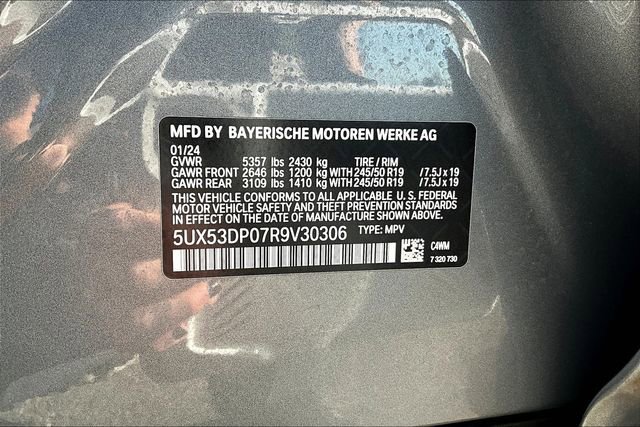 MFD BY BAYERISCHE MOTOREN WERKE AG
01/24
GVWR 5357 lbs 2430 kg TIRE / RIM
GAWR FRONT 2646 lbs 1200 kg WITH 245/50 R19 /7.5J x 19
GAWR REAR 3109 lbs 1410 kg WITH 245/50 R19 /7.5J x 19
THIS VEHICLE CONFORMS TO ALL APPLICABLE U. S. FEDERAL
MOTOR VEHICLE SAFETY, BUMPER, AND THEFT PREVENTION STANDARDS
IN EFFECT ON THE DATE OF MANUFACTURE SHOWN ABOVE.
5UX53DP07R9V30306 TYPE: MPV
C4WM
7 320 730